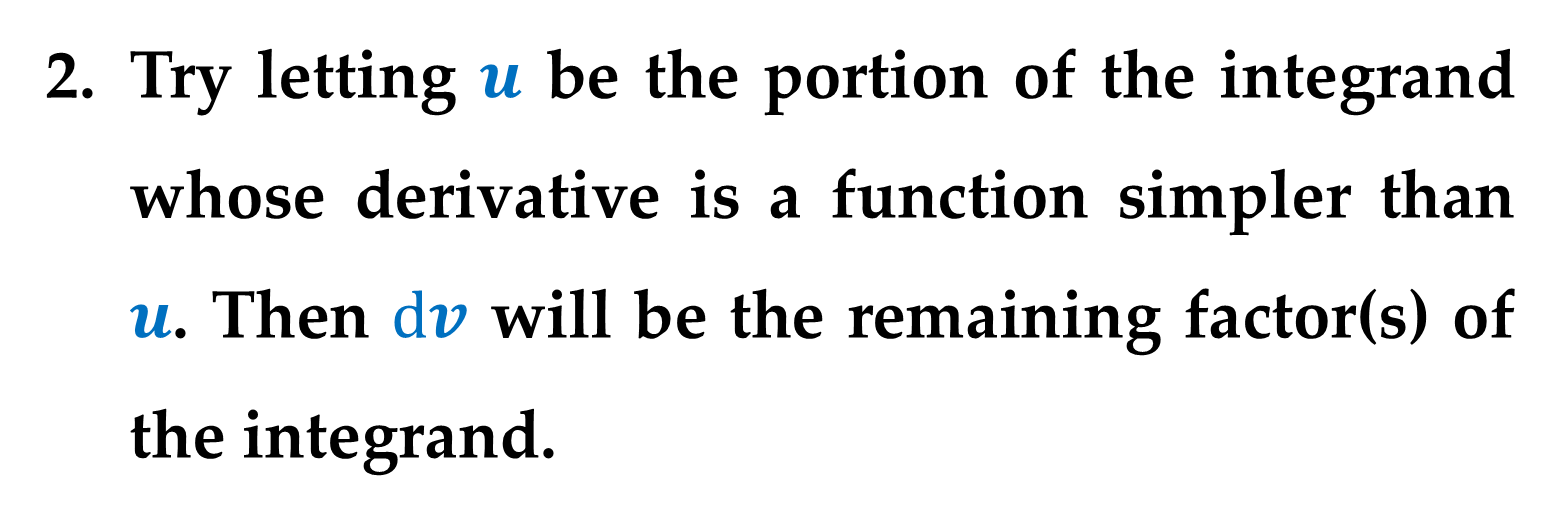 2. Try letting u be the portion of the integrand
whose derivative is a function simpler than
u. Then dv will be the remaining factor(s) of
the integrand.